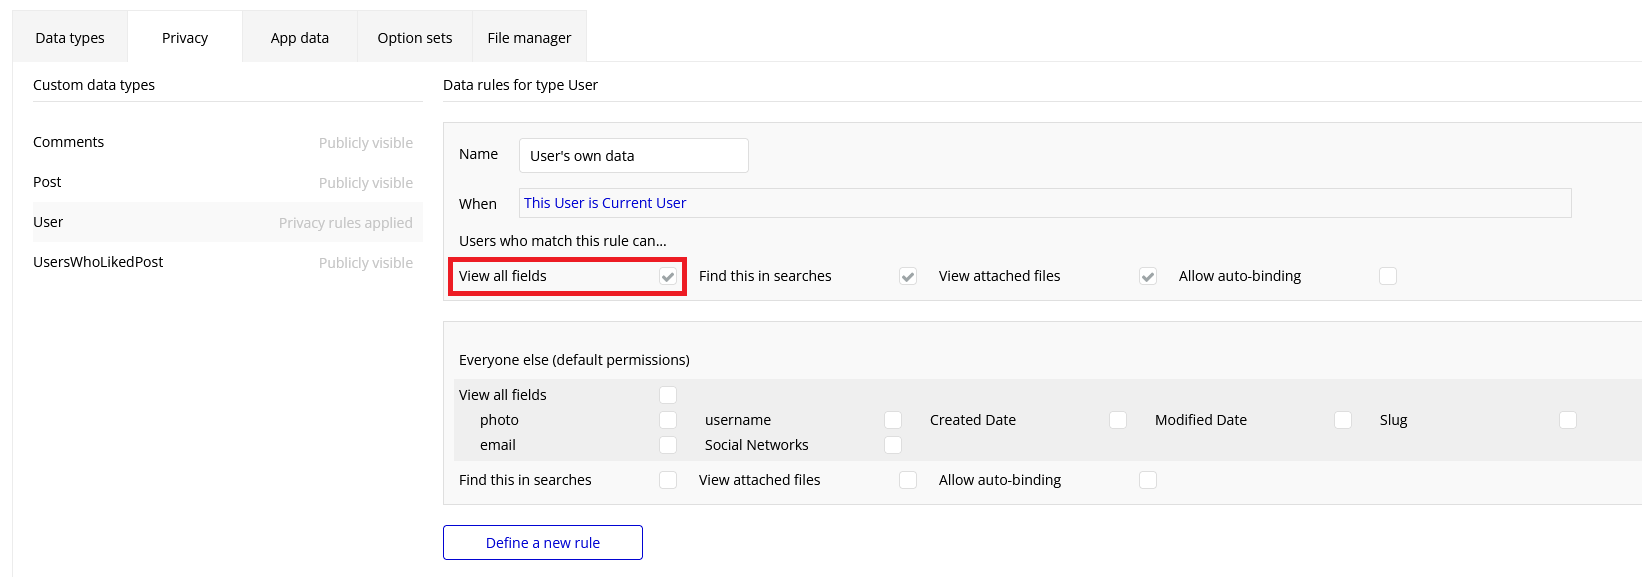 Data types Privacy App data Option sets File manager
Custom data types
Comments Publicly visible
Post Publicly visible
User Privacy rules applied
UsersWhoLikedPost Publicly visible
Data rules for type User
Name User's own data
When This User is Current User
Users who match this rule can...
View all fields Find this in searches View attached files Allow auto-binding
Everyone else (default permissions)
View all fields
photo username Created Date Modified Date Slug
email Social Networks
Find this in searches View attached files Allow auto-binding
Define a new rule